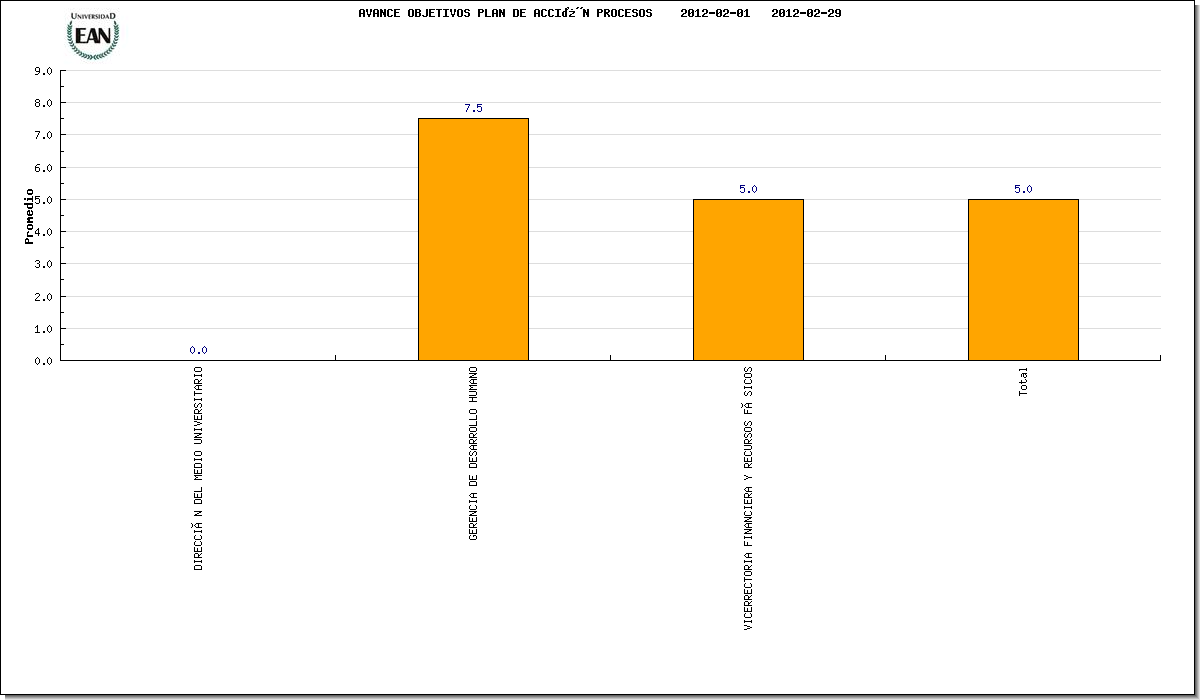 UNIVERSIDAD
EAN
AVANCE OBJETIVOS PLAN DE ACCIďż˝N PROCESOS 2012-02-01 2012-02-29
Promedio
9.0
8.0
7.0
6.0
5.0
4.0
3.0
2.0
1.0
0.0
0.0
7.5
5.0
5.0
DIRECCIĂ N DEL MEDIO UNIVERSITARIO
GERENCIA DE DESARROLLO HUMANO
VICERRECTORIA FINANCIERA Y RECURSOS FĂ SICOS
Total